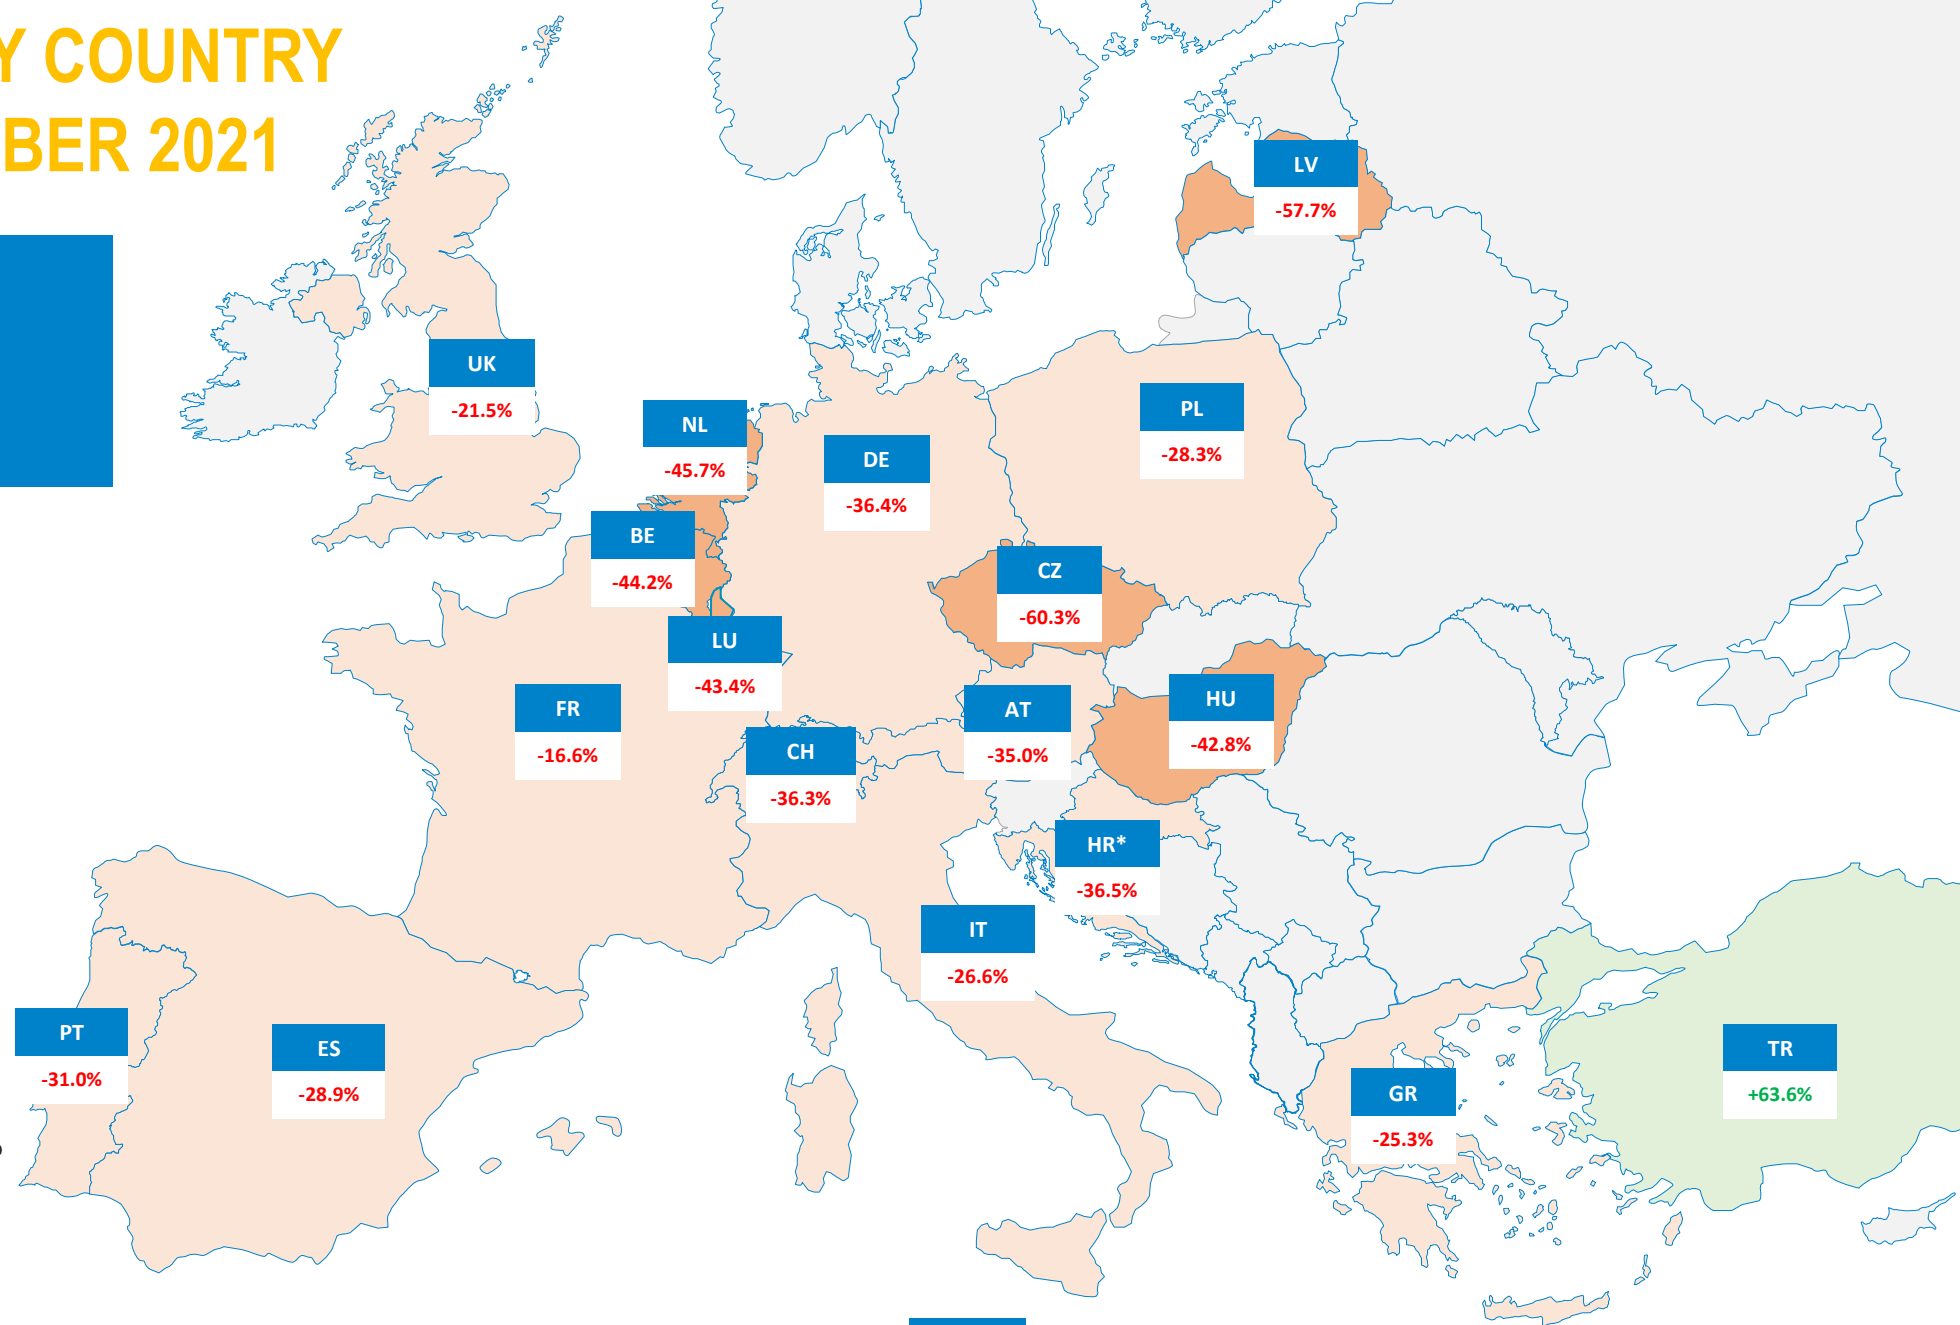 Y COUNTRY
BER 2021
LV
-57.7%
UK
-21.5%
PL
-28.3%
NL
-45.7%
DE
-36.4%
BE
-44.2%
CZ
-60.3%
LU
-43.4%
HU
-42.8%
FR
-16.6%
AT
-35.0%
CH
-36.3%
HR*
-36.5%
IT
-26.6%
PT
-31.0%
ES
-28.9%
TR
+63.6%
GR
-25.3%